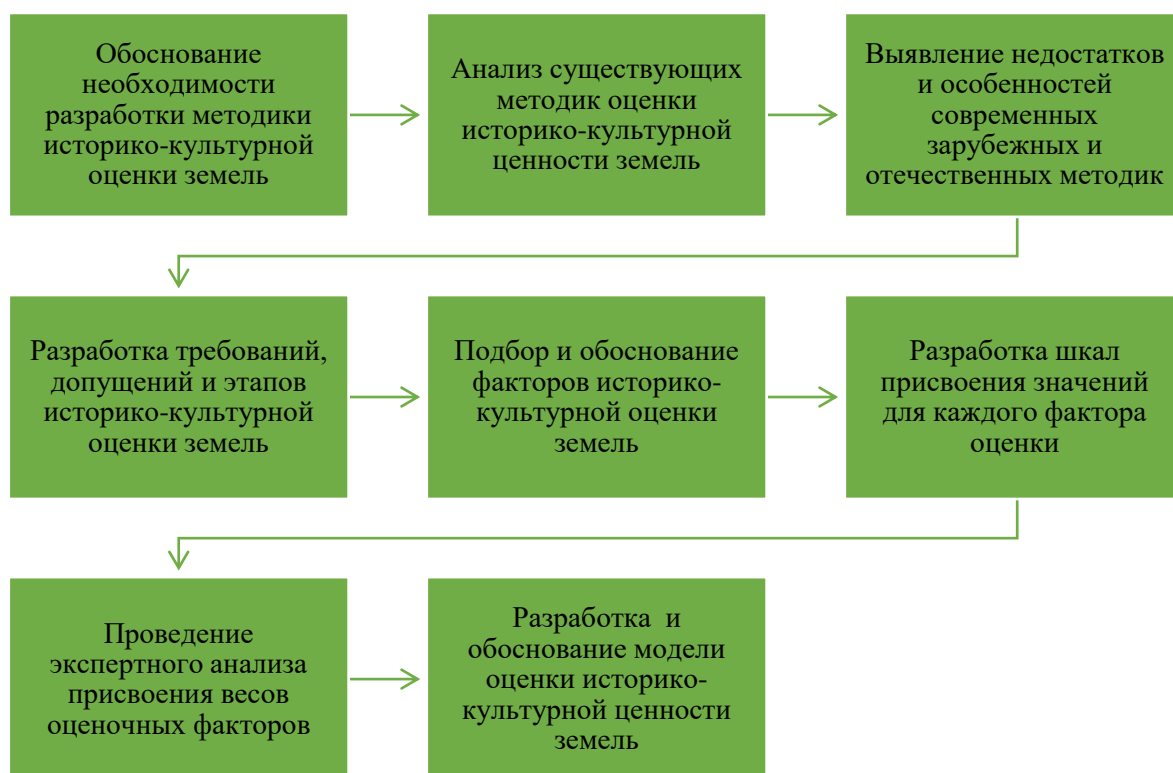 Обоснование
необходимости
разработки методики
историко-культурной
оценки земель
Анализ существующих
методик оценки
историко-культурной
ценности земель
Выявление недостатков
и особенностей
современных
зарубежных и
отечественных методик
Разработка требований,
допущений и этапов
историко-культурной
оценки земель
Подбор и обоснование
факторов историко-
культурной оценки
земель
Разработка шкал
присвоения значений
для каждого фактора
оценки
Проведение
экспертного анализа
присвоения весов
оценочных факторов
Разработка и
обоснование модели
оценки историко-
культурной ценности
земель